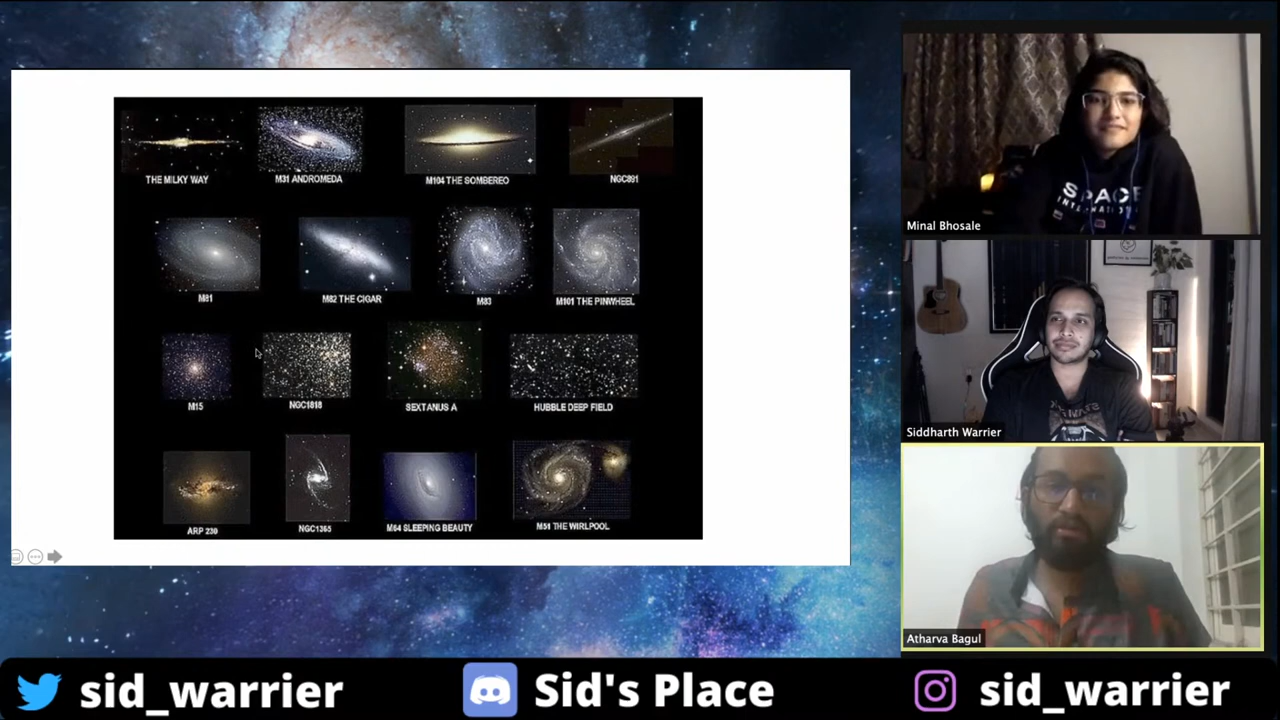 THE MILKY WAY
M31 ANDROMEDA
M104 THE SOMBEREO
NGC891
M81
M82 THE CIGAR
M83
M101 THE PINWHEEL
M15
NGC1818
SEXTANUS A
HUBBLE DEEP FIELD
ARP 230
NGC1365
M64 SLEEPING BEAUTY
M51 THE WIRLPOOL
SPACE
Minal Bhosale
Siddharth Warrier
Atharva Bagul
sid_warrier
Sid's Place
sid_warrier